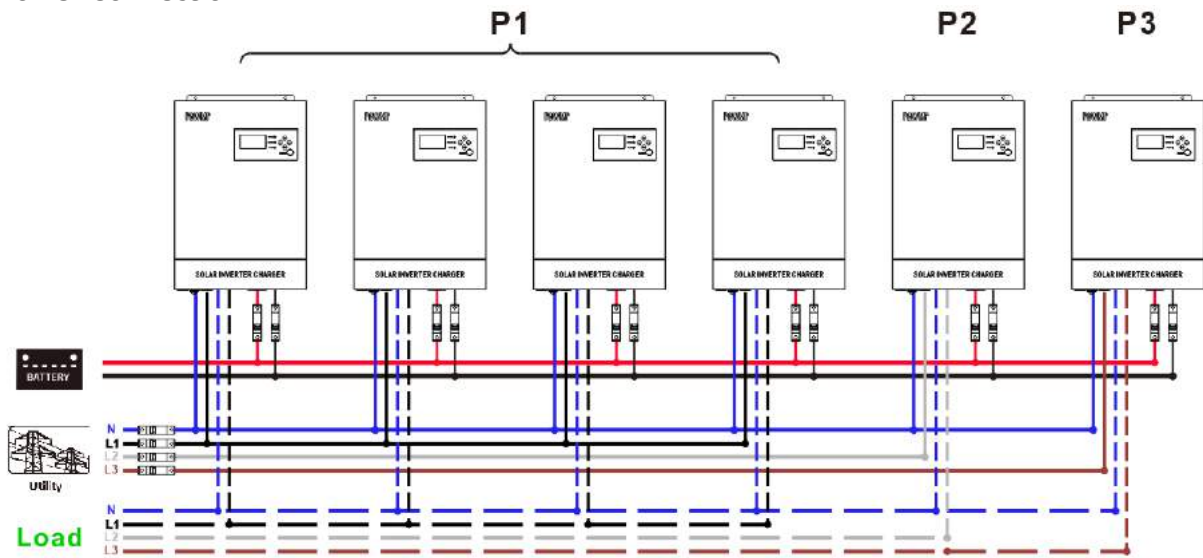 P1 P2 P3
SOLAR INVERTER CHARGER SOLAR INVERTER CHARGER SOLAR INVERTER CHARGER SOLAR INVERTER CHARGER SOLAR INVERTER CHARGER SOLAR INVERTER CHARGER
BATTERY
N
L1
L2
L3
Utility
N
L1
Load L2
L3